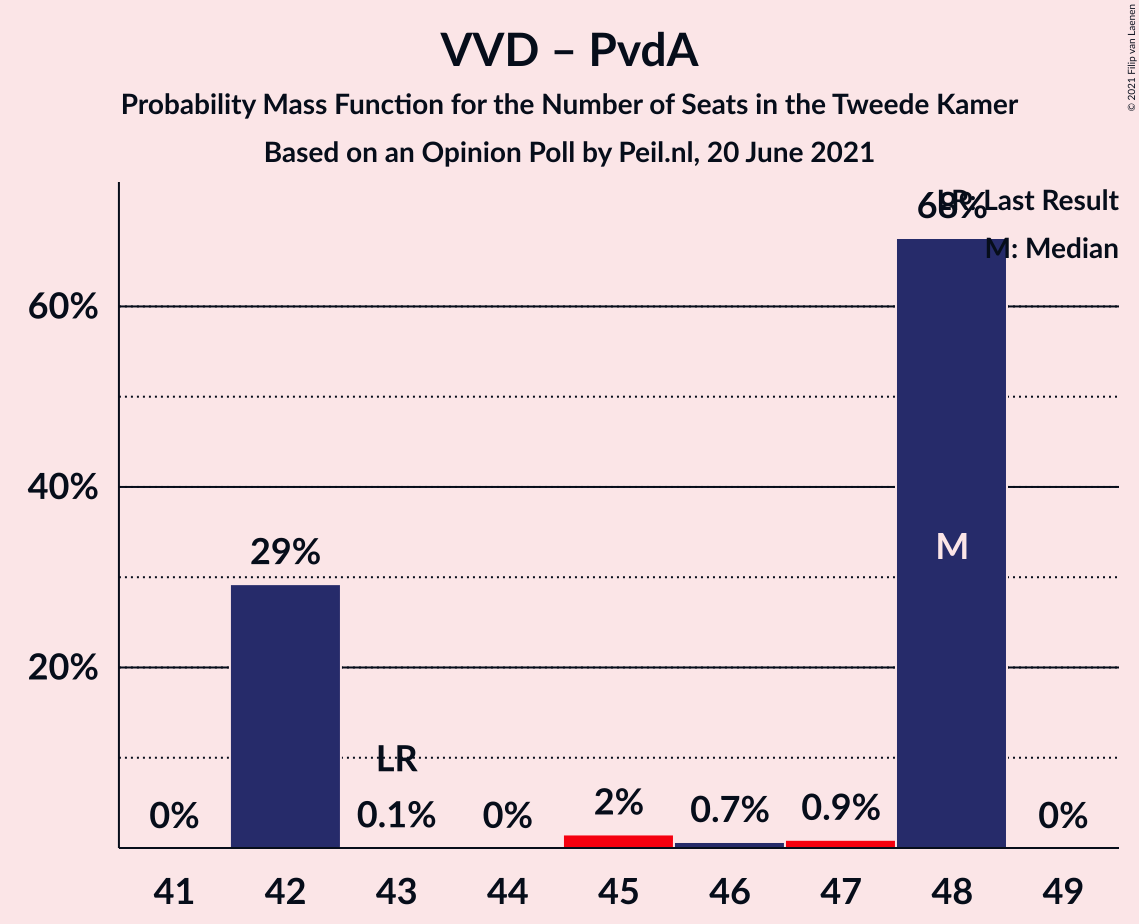 VVD – PvdA
Probability Mass Function for the Number of Seats in the Tweede Kamer
Based on an Opinion Poll by Peil.nl, 20 June 2021
© 2021 Filip van Laenen
LR: Last Result
M: Median
68%
60%
40%
20%
M
29%
LR
0%
0.1%
0%
2%
0.7%
0.9%
0%
41 42 43 44 45 46 47 48 49